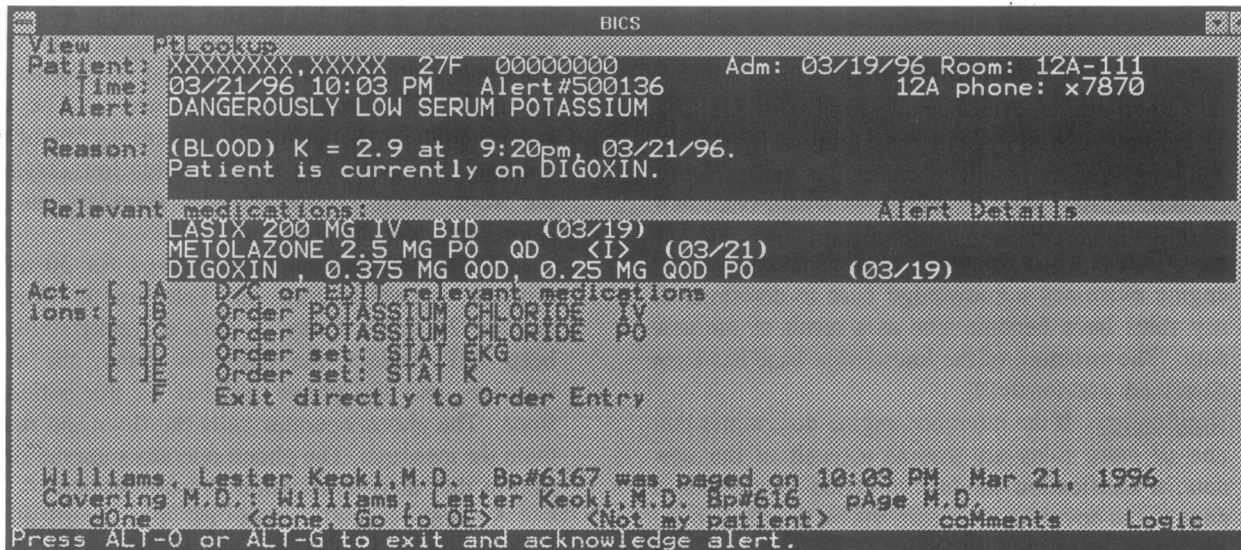 BICS
View PtLookup
Patient: XXXXXXXX,XXXXX 27F 00000000 Adm: 03/19/96 Room: 12A-111
Time: 03/21/96 10:03 PM Alert#500136 12A phone: x7870
Alert: DANGEROUSLY LOW SERUM POTASSIUM
Reason: (BLOOD) K = 2.9 at 9:20pm, 03/21/96.
Patient is currently on DIGOXIN.
Relevant medications: Alert Details
LASIX 200 MG IV BID (03/19)
METOLAZONE 2.5 MG PO QD <I> (03/21)
DIGOXIN , 0.375 MG QOD, 0.25 MG QOD PO (03/19)
Act- [ ]A D/C or EDIT relevant medications
ions:[ ]B Order POTASSIUM CHLORIDE IV
[ ]C Order POTASSIUM CHLORIDE PO
[ ]D Order set: STAT EKG
[ ]E Order set: STAT K
F Exit directly to Order Entry
Williams, Lester Keoki,M.D. Bp#6167 was paged on 10:03 PM Mar 21, 1996
Covering M.D.: Williams, Lester Keoki,M.D. Bp#616 pAge M.D.
dOne <done, Go to OE> <Not my patient> coMments Logic
Press ALT-O or ALT-G to exit and acknowledge alert.